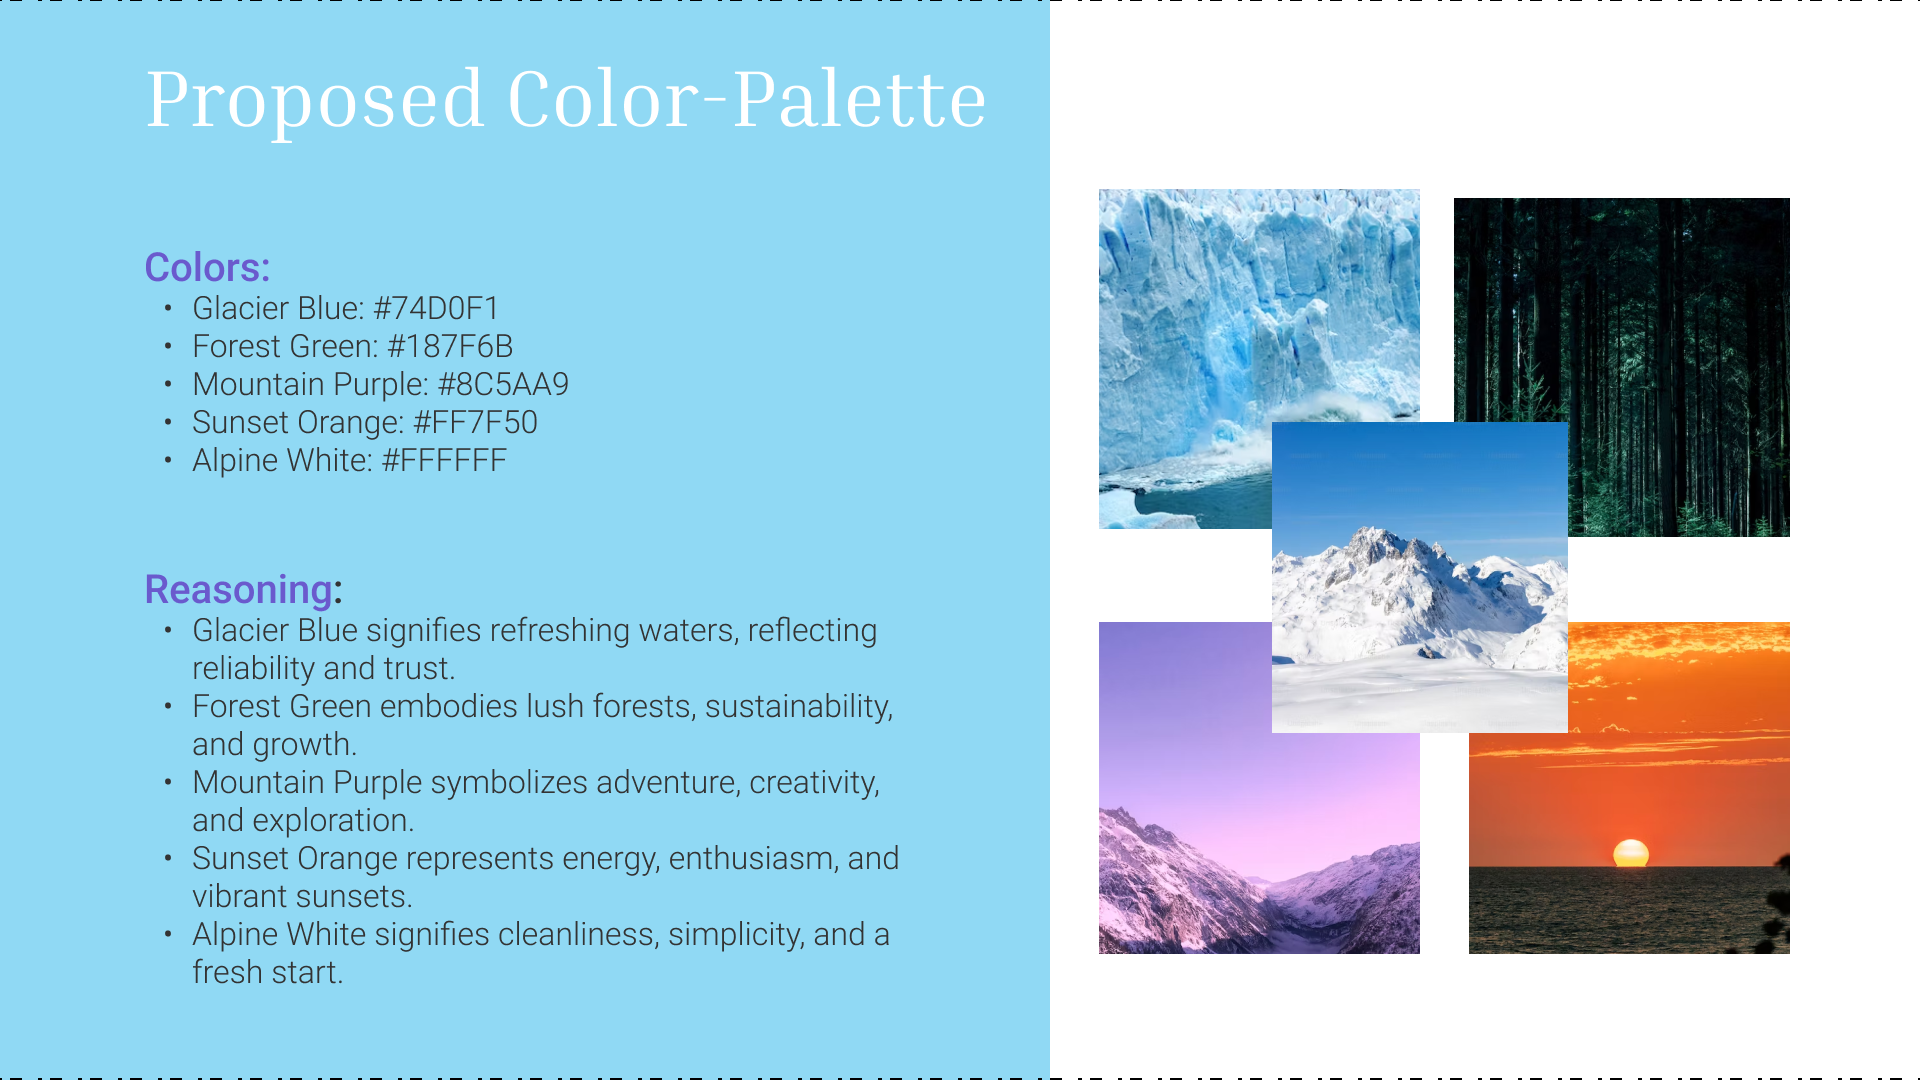 Proposed Color-Palette
Colors:
• Glacier Blue: #74D0F1
• Forest Green: #187F6B
• Mountain Purple: #8C5AA9
• Sunset Orange: #FF7F50
• Alpine White: #FFFFFF
Reasoning:
• Glacier Blue signifies refreshing waters, reflecting
reliability and trust.
• Forest Green embodies lush forests, sustainability,
and growth.
• Mountain Purple symbolizes adventure, creativity,
and exploration.
• Sunset Orange represents energy, enthusiasm, and
vibrant sunsets.
• Alpine White signifies cleanliness, simplicity, and a
fresh start.